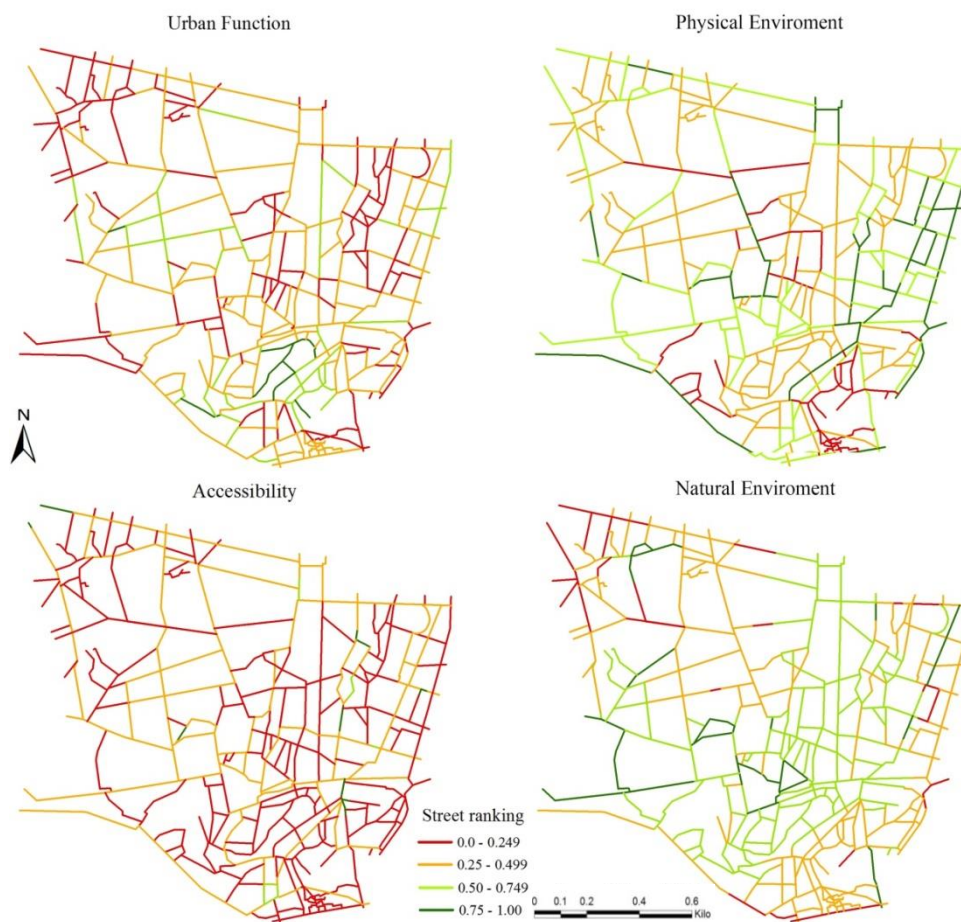 Urban Function
Physical Enviroment
N
Accessibility
Natural Enviroment
Street ranking
0.0 - 0.249
0.25 - 0.499
0.50 - 0.749
0.75 - 1.00
0 0.1 0.2 0.4 0.6
Kilo